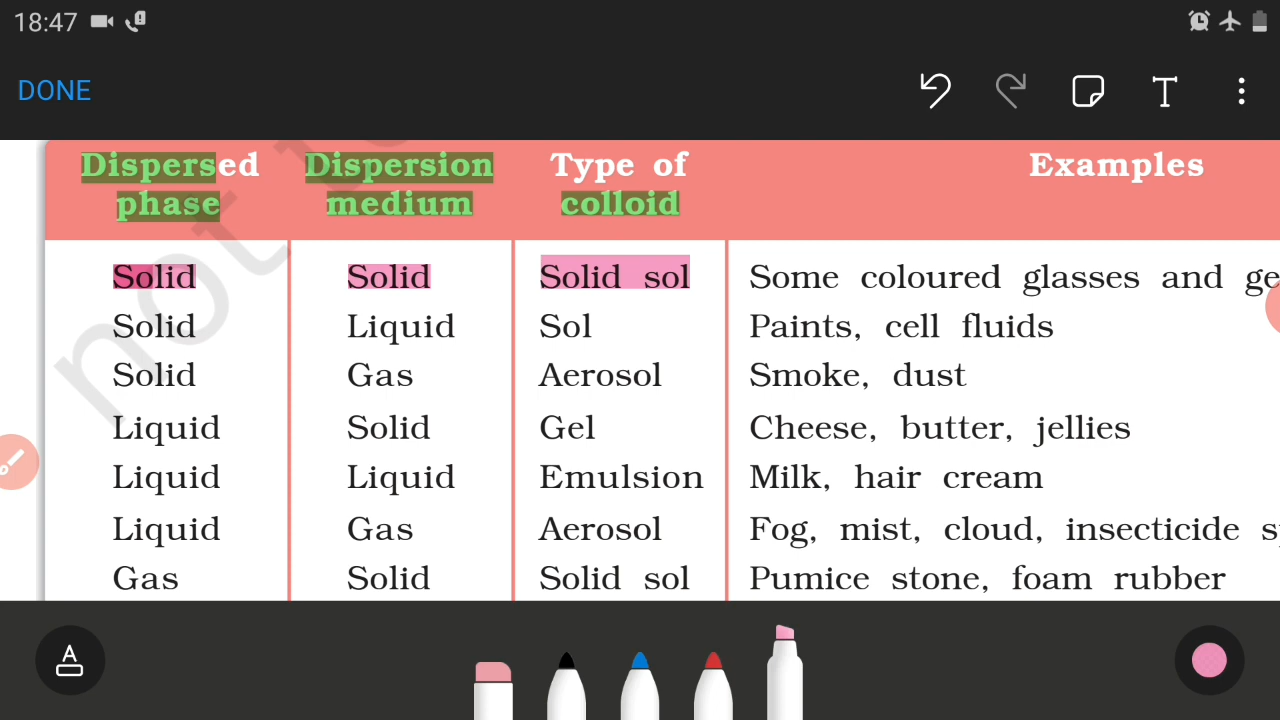 18:47
DONE
T
Dispersed Dispersion Type of Examples
phase medium colloid
Solid Solid Solid sol Some coloured glasses and ge
Solid Liquid Sol Paints, cell fluids
Solid Gas Aerosol Smoke, dust
Liquid Solid Gel Cheese, butter, jellies
Liquid Liquid Emulsion Milk, hair cream
Liquid Gas Aerosol Fog, mist, cloud, insecticide s
Gas Solid Solid sol Pumice stone, foam rubber
not
A